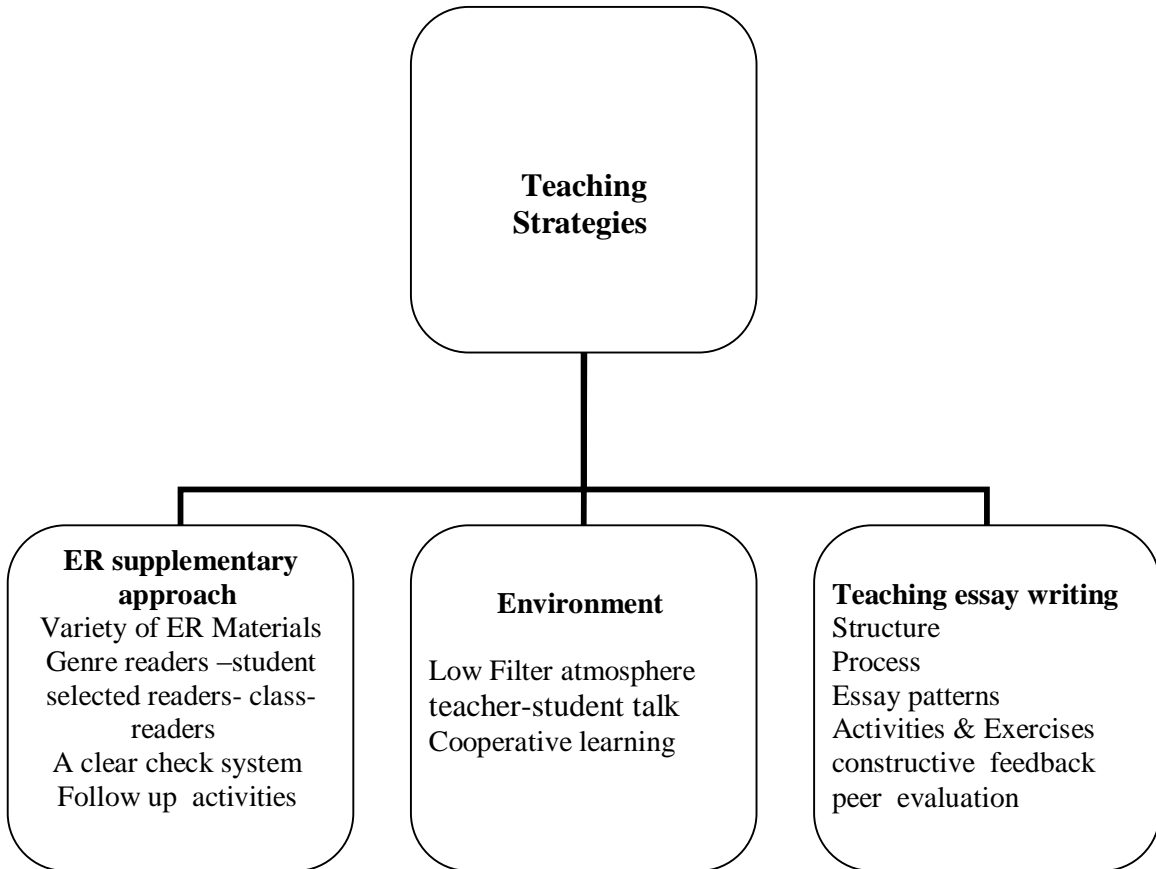 Teaching
Strategies
ER supplementary
approach
Variety of ER Materials
Genre readers –student
selected readers- class-
readers
A clear check system
Follow up  activities
Environment
Low Filter atmosphere
teacher-student talk
Cooperative learning
Teaching essay writing
Structure
Process
Essay patterns
Activities & Exercises
constructive  feedback
peer  evaluation